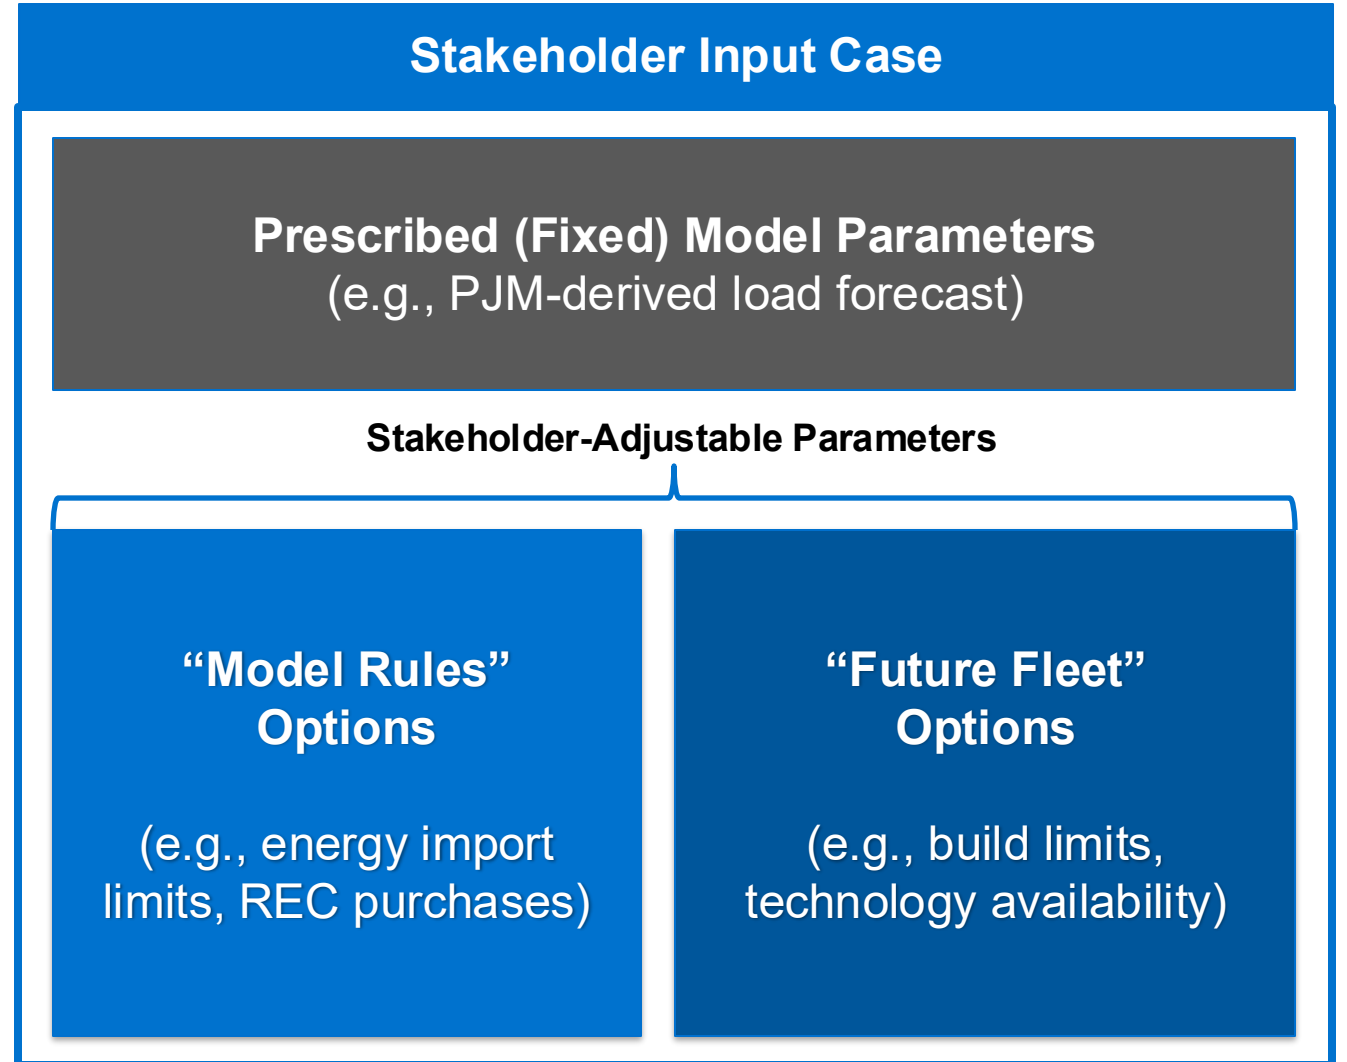 Stakeholder Input Case
Prescribed (Fixed) Model Parameters
(e.g., PJM-derived load forecast)
Stakeholder-Adjustable Parameters
“Model Rules”
Options
(e.g., energy import
limits, REC purchases)
“Future Fleet”
Options
(e.g., build limits,
technology availability)